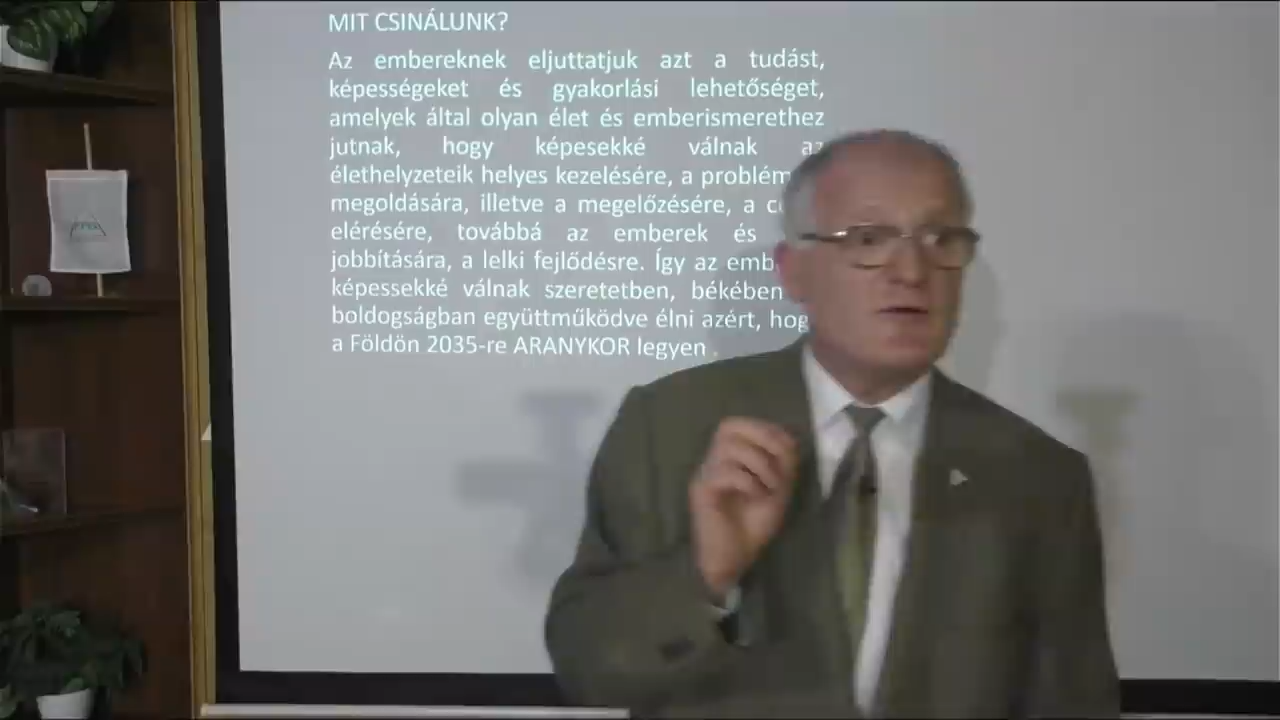 MIT CSINÁLUNK?
Az embereknek eljuttatjuk azt a tudást,
képességeket és gyakorlási lehetőséget,
amelyek által olyan élet és emberismerethez
jutnak, hogy képesekké válnak az
élethelyzeteik helyes kezelésére, a
megoldására, illetve a megelőzésére, a
elérésére, továbbá az emberek és
jobbítására, a lelki fejlődésre. Így az
képessekké válnak szeretetben, békében
boldogságban együttműködve élni azért,
a Földön 2035-re ARANYKOR legyen .